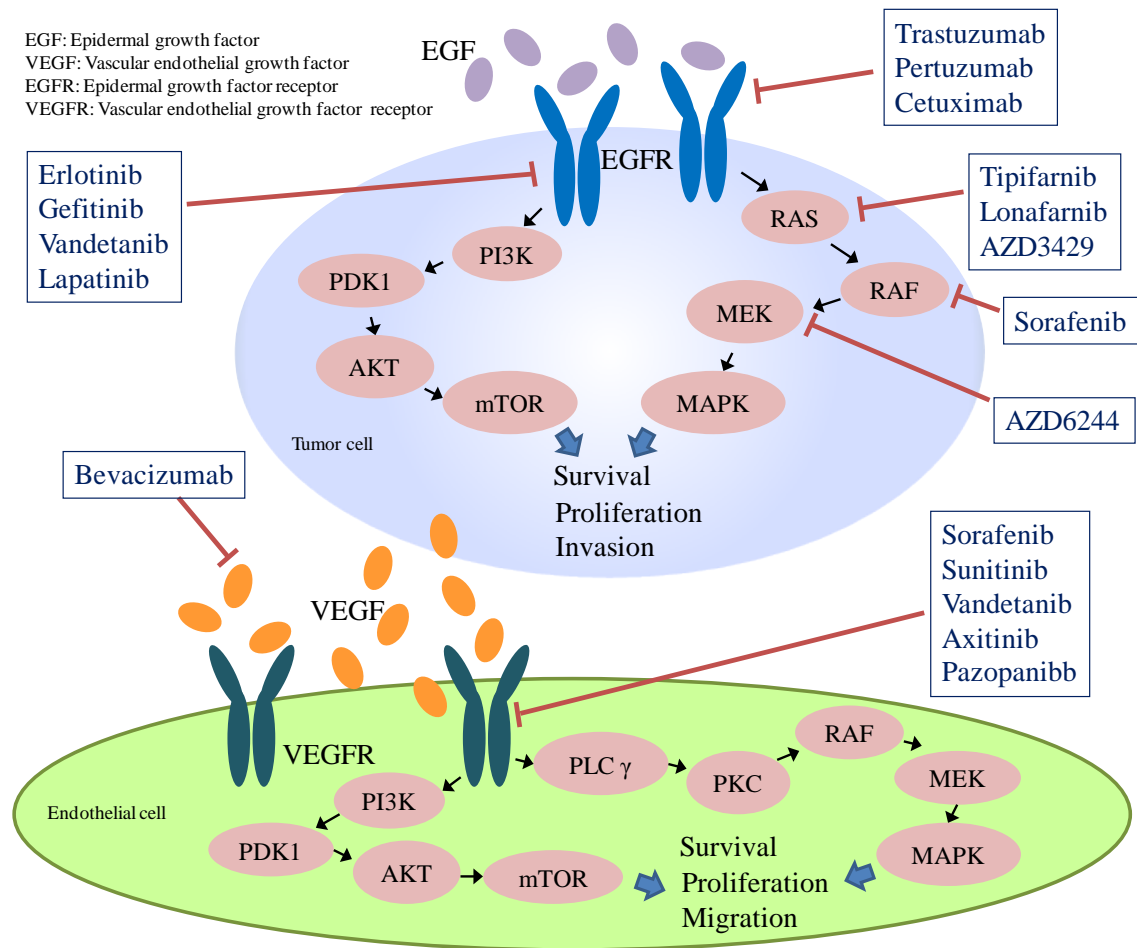 EGF: Epidermal growth factor
VEGF: Vascular endothelial growth factor
EGFR: Epidermal growth factor receptor
VEGFR: Vascular endothelial growth factor receptor
EGF
Trastuzumab
Pertuzumab
Cetuximab
EGFR
Erlotinib
Gefitinib
Vandetanib
Lapatinib
Tipifarnib
Lonafarnib
AZD3429
RAS
PI3K
PDK1
RAF
MEK
Sorafenib
AKT
mTOR
MAPK
AZD6244
Tumor cell
Survival
Proliferation
Invasion
Bevacizumab
VEGF
Sorafenib
Sunitinib
Vandetanib
Axitinib
Pazopanibb
VEGFR
RAF
PLC γ
PKC
MEK
PI3K
Endothelial cell
PDK1
AKT
mTOR
MAPK
Survival
Proliferation
Migration